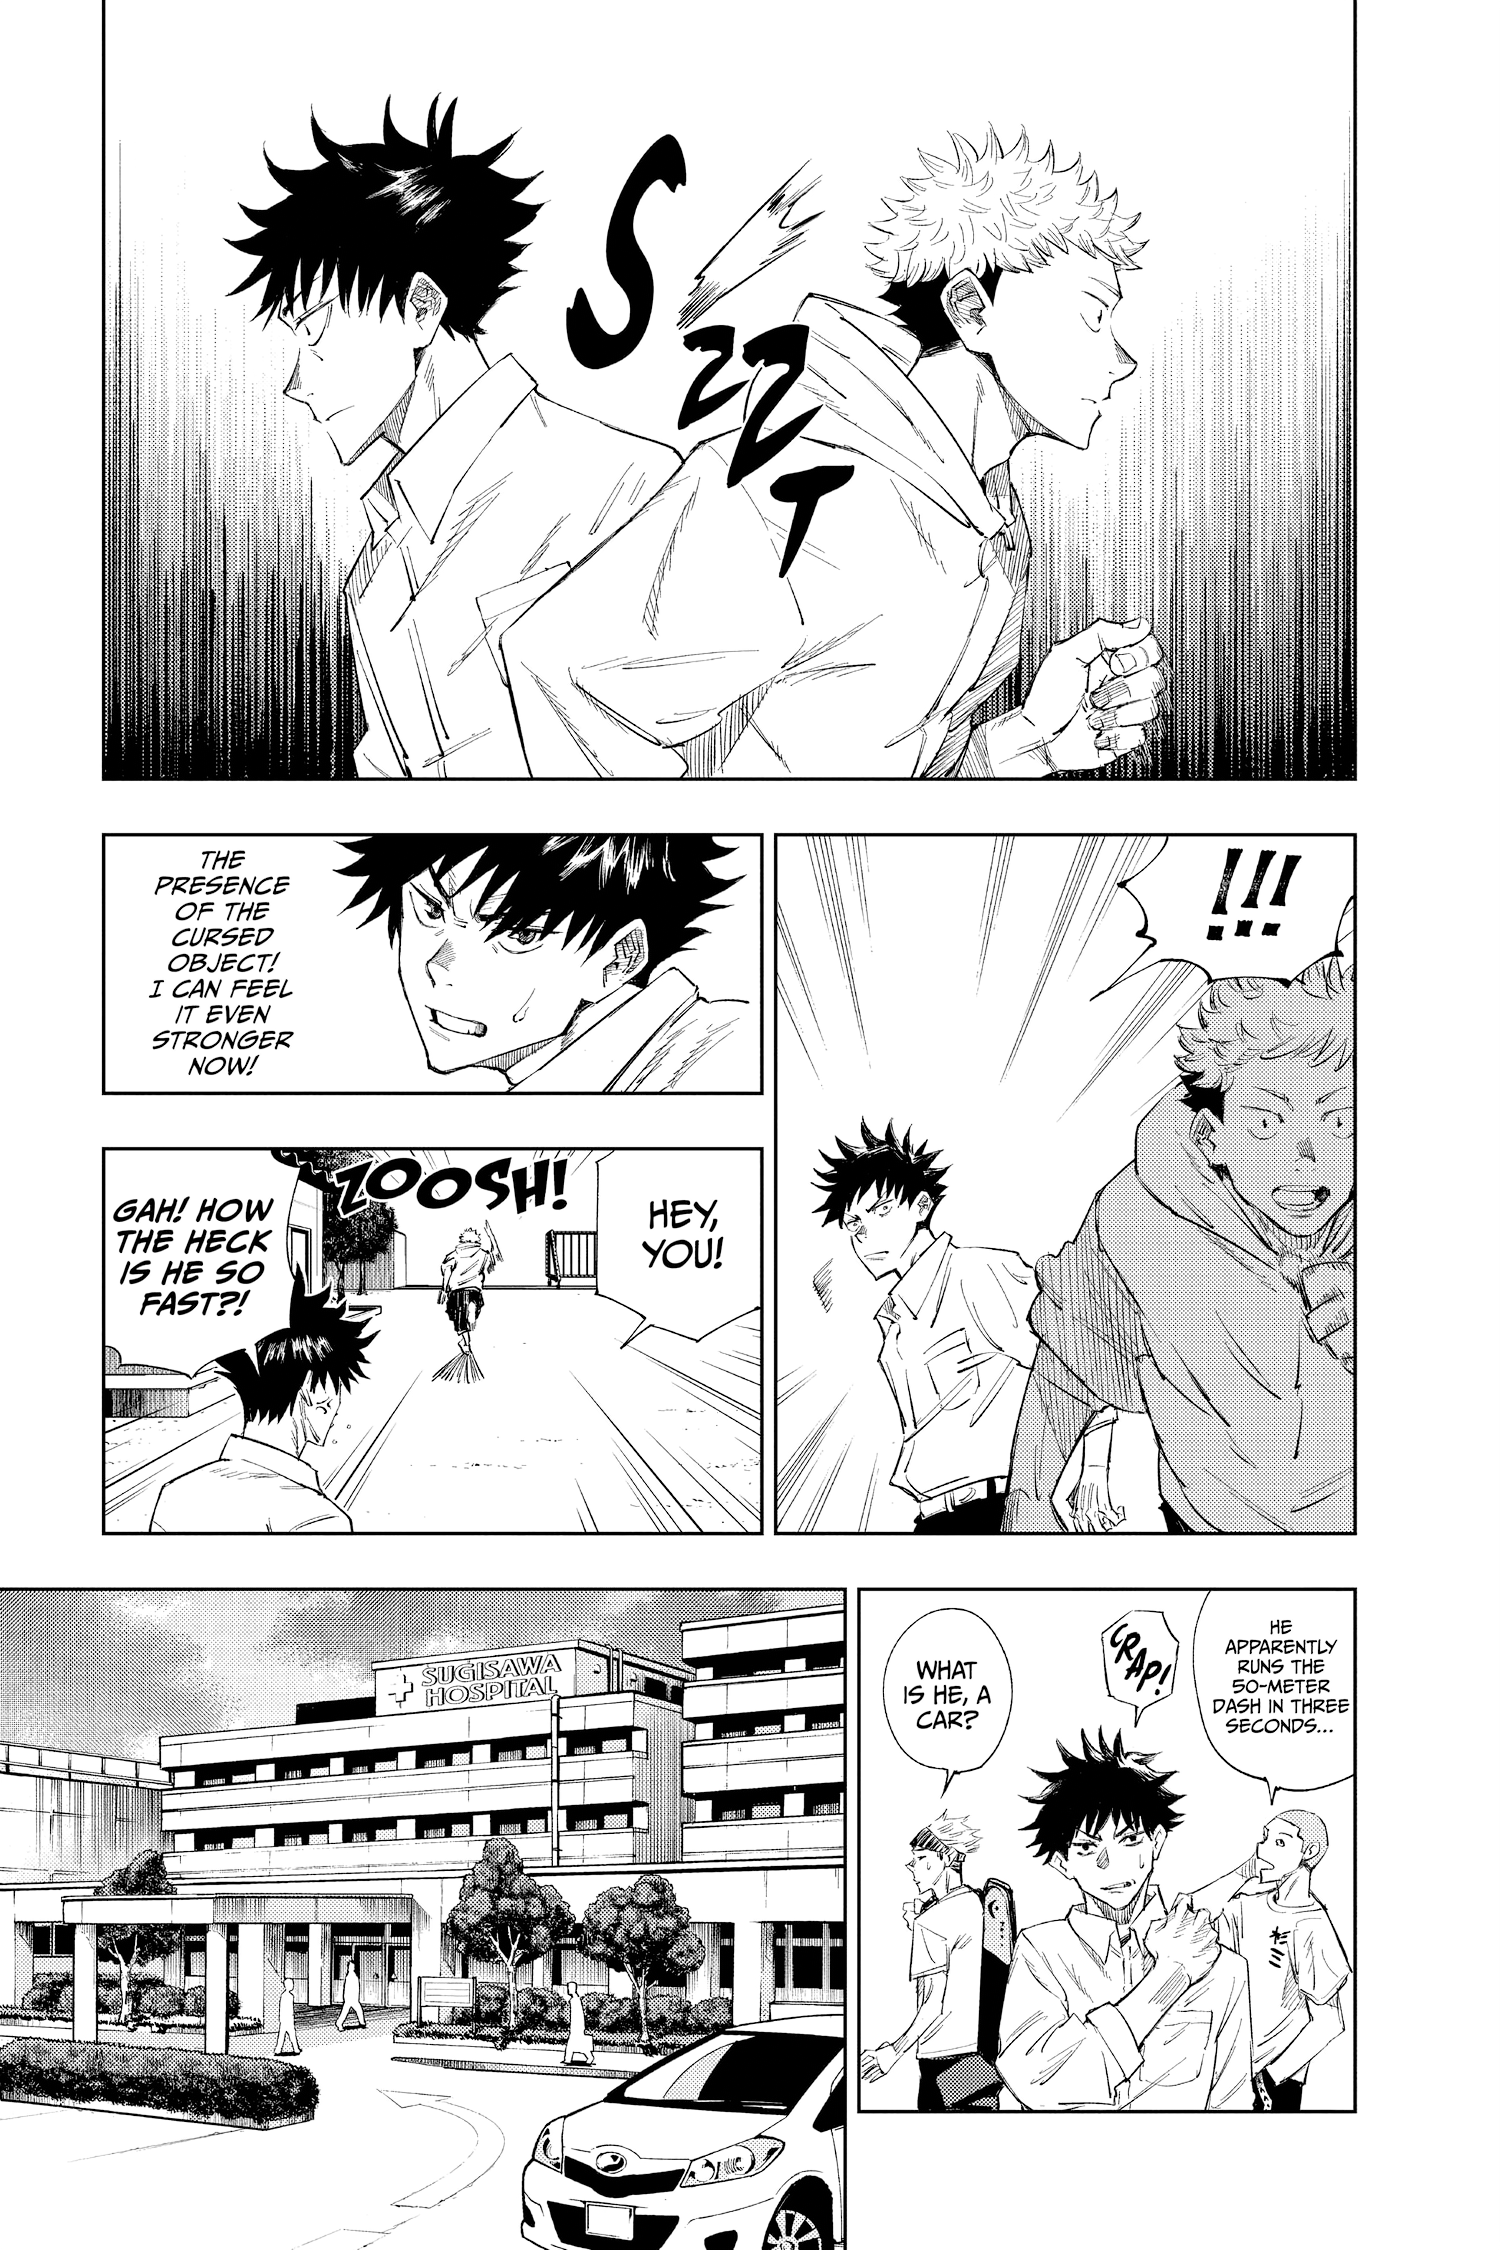 SZZT
!!!
THE
PRESENCE
OF THE
CURSED
OBJECT!
I CAN FEEL
IT EVEN
STRONGER
NOW!
HEY,
YOU!
ZOOSH!
GAH! HOW
THE HECK
IS HE SO
FAST?!
HE
APPARENTLY
RUNS THE
50-METER
DASH IN THREE
SECONDS...
CRAP!
WHAT
IS HE, A
CAR?
SUGISAWA
HOSPITAL